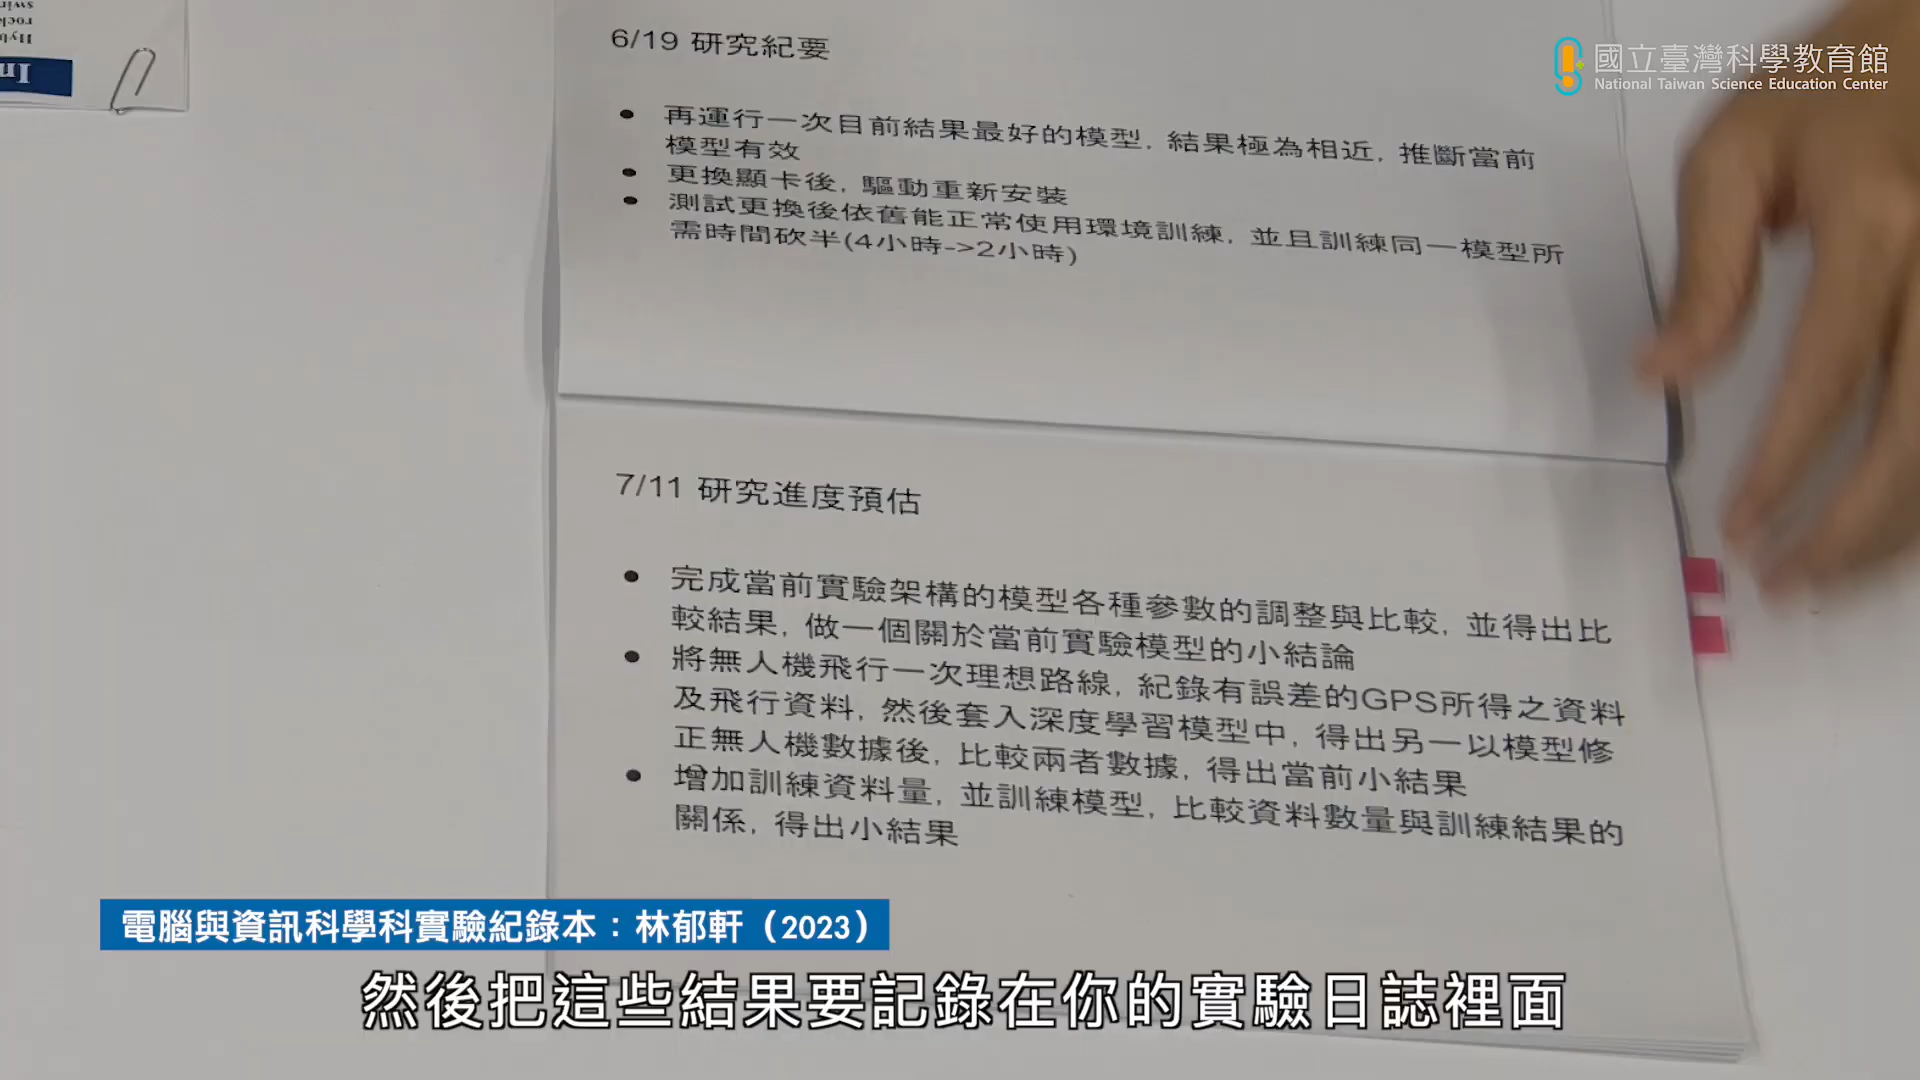 國立臺灣科學教育館
National Taiwan Science Education Center
In
6/19 研究紀要
● 再運行一次目前結果最好的模型, 結果極為相近, 推斷當前
模型有效
● 更換顯卡後, 驅動重新安裝
● 測試更換後依舊能正常使用環境訓練, 並且訓練同一模型所
需時間砍半(4小時->2小時)
7/11 研究進度預估
● 完成當前實驗架構的模型各種參數的調整與比較, 並得出比
較結果, 做一個關於當前實驗模型的小結論
● 將無人機飛行一次理想路線, 紀錄有誤差的GPS所得之資料
及飛行資料, 然後套入深度學習模型中, 得出另一以模型修
正無人機數據後, 比較兩者數據, 得出當前小結果
● 增加訓練資料量, 並訓練模型, 比較資料數量與訓練結果的
關係, 得出小結果
電腦與資訊科學科實驗紀錄本：林郁軒（2023）
然後把這些結果要記錄在你的實驗日誌裡面